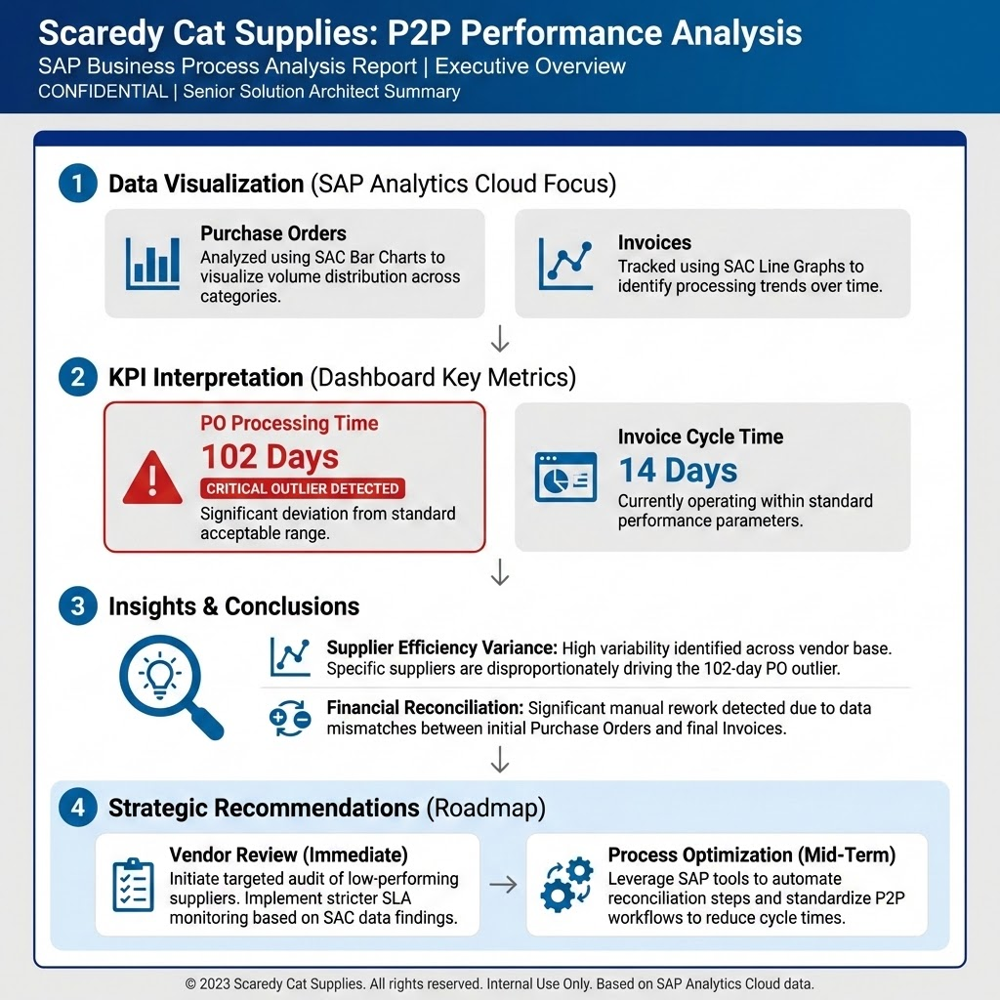 Scaredy Cat Supplies: P2P Performance Analysis
SAP Business Process Analysis Report | Executive Overview
CONFIDENTIAL | Senior Solution Architect Summary
1 Data Visualization (SAP Analytics Cloud Focus)
Purchase Orders
Analyzed using SAC Bar Charts to
visualize volume distribution across
categories.
Invoices
Tracked using SAC Line Graphs to
identify processing trends over time.
2 KPI Interpretation (Dashboard Key Metrics)
PO Processing Time
102 Days
CRITICAL OUTLIER DETECTED
Significant deviation from standard
acceptable range.
Invoice Cycle Time
14 Days
Currently operating within standard
performance parameters.
3 Insights & Conclusions
Supplier Efficiency Variance: High variability identified across vendor base.
Specific suppliers are disproportionately driving the 102-day PO outlier.
Financial Reconciliation: Significant manual rework detected due to data
mismatches between initial Purchase Orders and final Invoices.
4 Strategic Recommendations (Roadmap)
Vendor Review (Immediate)
Initiate targeted audit of low-performing
suppliers. Implement stricter SLA
monitoring based on SAC data findings.
Process Optimization (Mid-Term)
Leverage SAP tools to automate
reconciliation steps and standardize P2P
workflows to reduce cycle times.
© 2023 Scaredy Cat Supplies. All rights reserved. Internal Use Only. Based on SAP Analytics Cloud data.